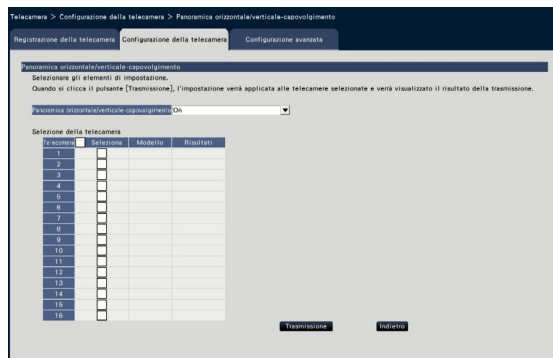 Telecamera > Configurazione della telecamera > Panoramica orizzontale/verticale-capovolgimento
Registrazione della telecamera Configurazione della telecamera Configurazione avanzata
Panoramica orizzontale/verticale-capovolgimento
Selezionare gli elementi di impostazione.
Quando si clicca il pulsante [Trasmissione], l'impostazione verrà applicata alle telecamere selezionate e verrà visualizzato il risultato della trasmissione.
Panoramica orizzontale/verticale-capovolgimento On
Selezione della telecamera
Telecamera Seleziona Modello Risultati
1
2
3
4
5
6
7
8
9
10
11
12
13
14
15
16
Trasmissione Indietro